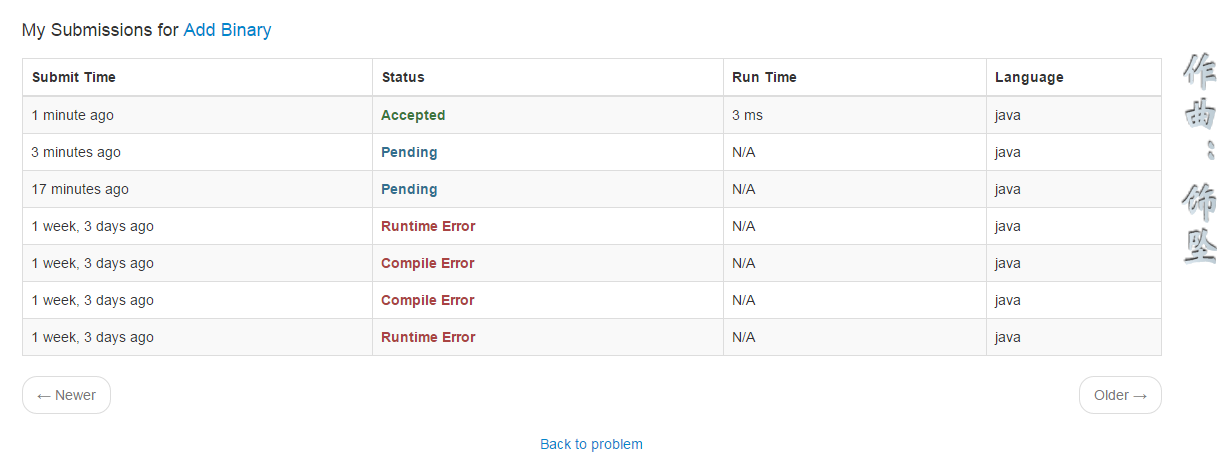 My Submissions for Add Binary
Submit Time Status Run Time Language
1 minute ago Accepted 3 ms java
3 minutes ago Pending N/A java
17 minutes ago Pending N/A java
1 week, 3 days ago Runtime Error N/A java
1 week, 3 days ago Compile Error N/A java
1 week, 3 days ago Compile Error N/A java
1 week, 3 days ago Runtime Error N/A java
← Newer Older →
Back to problem
作曲：饰坠